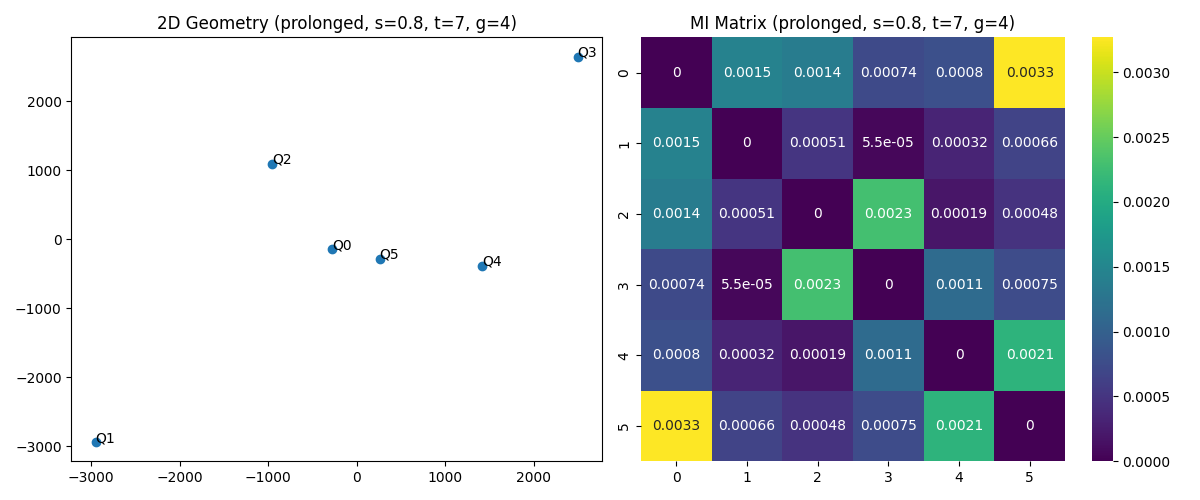 2D Geometry (prolonged, s=0.8, t=7, g=4)
Q3
Q2
Q0
Q5
Q4
Q1
2000
1000
0
−1000
−2000
−3000
−3000 −2000 −1000 0 1000 2000
MI Matrix (prolonged, s=0.8, t=7, g=4)
0 0 0.0015 0.0014 0.00074 0.0008 0.0033
1 0.0015 0 0.00051 5.5e-05 0.00032 0.00066
2 0.0014 0.00051 0 0.0023 0.00019 0.00048
3 0.00074 5.5e-05 0.0023 0 0.0011 0.00075
4 0.0008 0.00032 0.00019 0.0011 0 0.0021
5 0.0033 0.00066 0.00048 0.00075 0.0021 0
0 1 2 3 4 5
0.0030
0.0025
0.0020
0.0015
0.0010
0.0005
0.0000